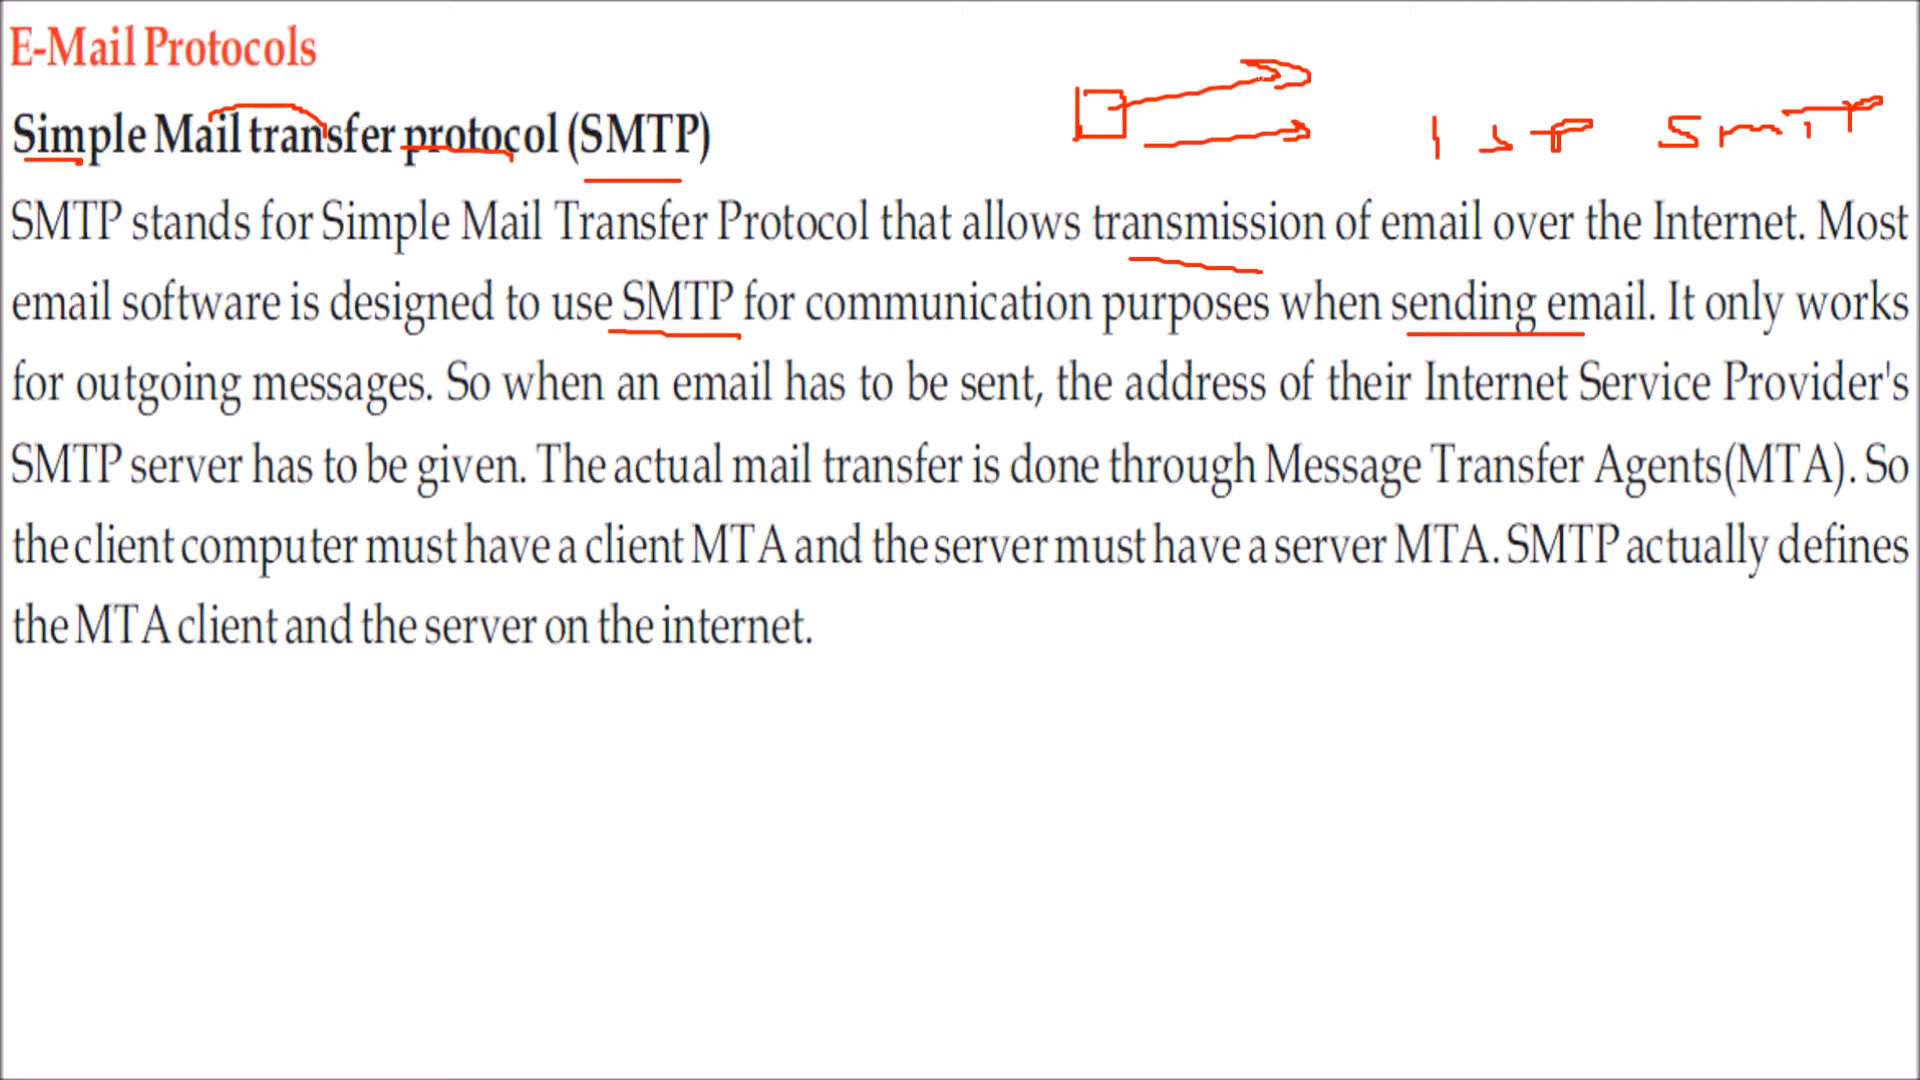 E-Mail Protocols
Simple Mail transfer protocol (SMTP)
ISP SMTP
SMTP stands for Simple Mail Transfer Protocol that allows transmission of email over the Internet. Most
email software is designed to use SMTP for communication purposes when sending email. It only works
for outgoing messages. So when an email has to be sent, the address of their Internet Service Provider's
SMTP server has to be given. The actual mail transfer is done through Message Transfer Agents(MTA). So
the client computer must have a client MTA and the server must have a server MTA. SMTP actually defines
the MTA client and the server on the internet.